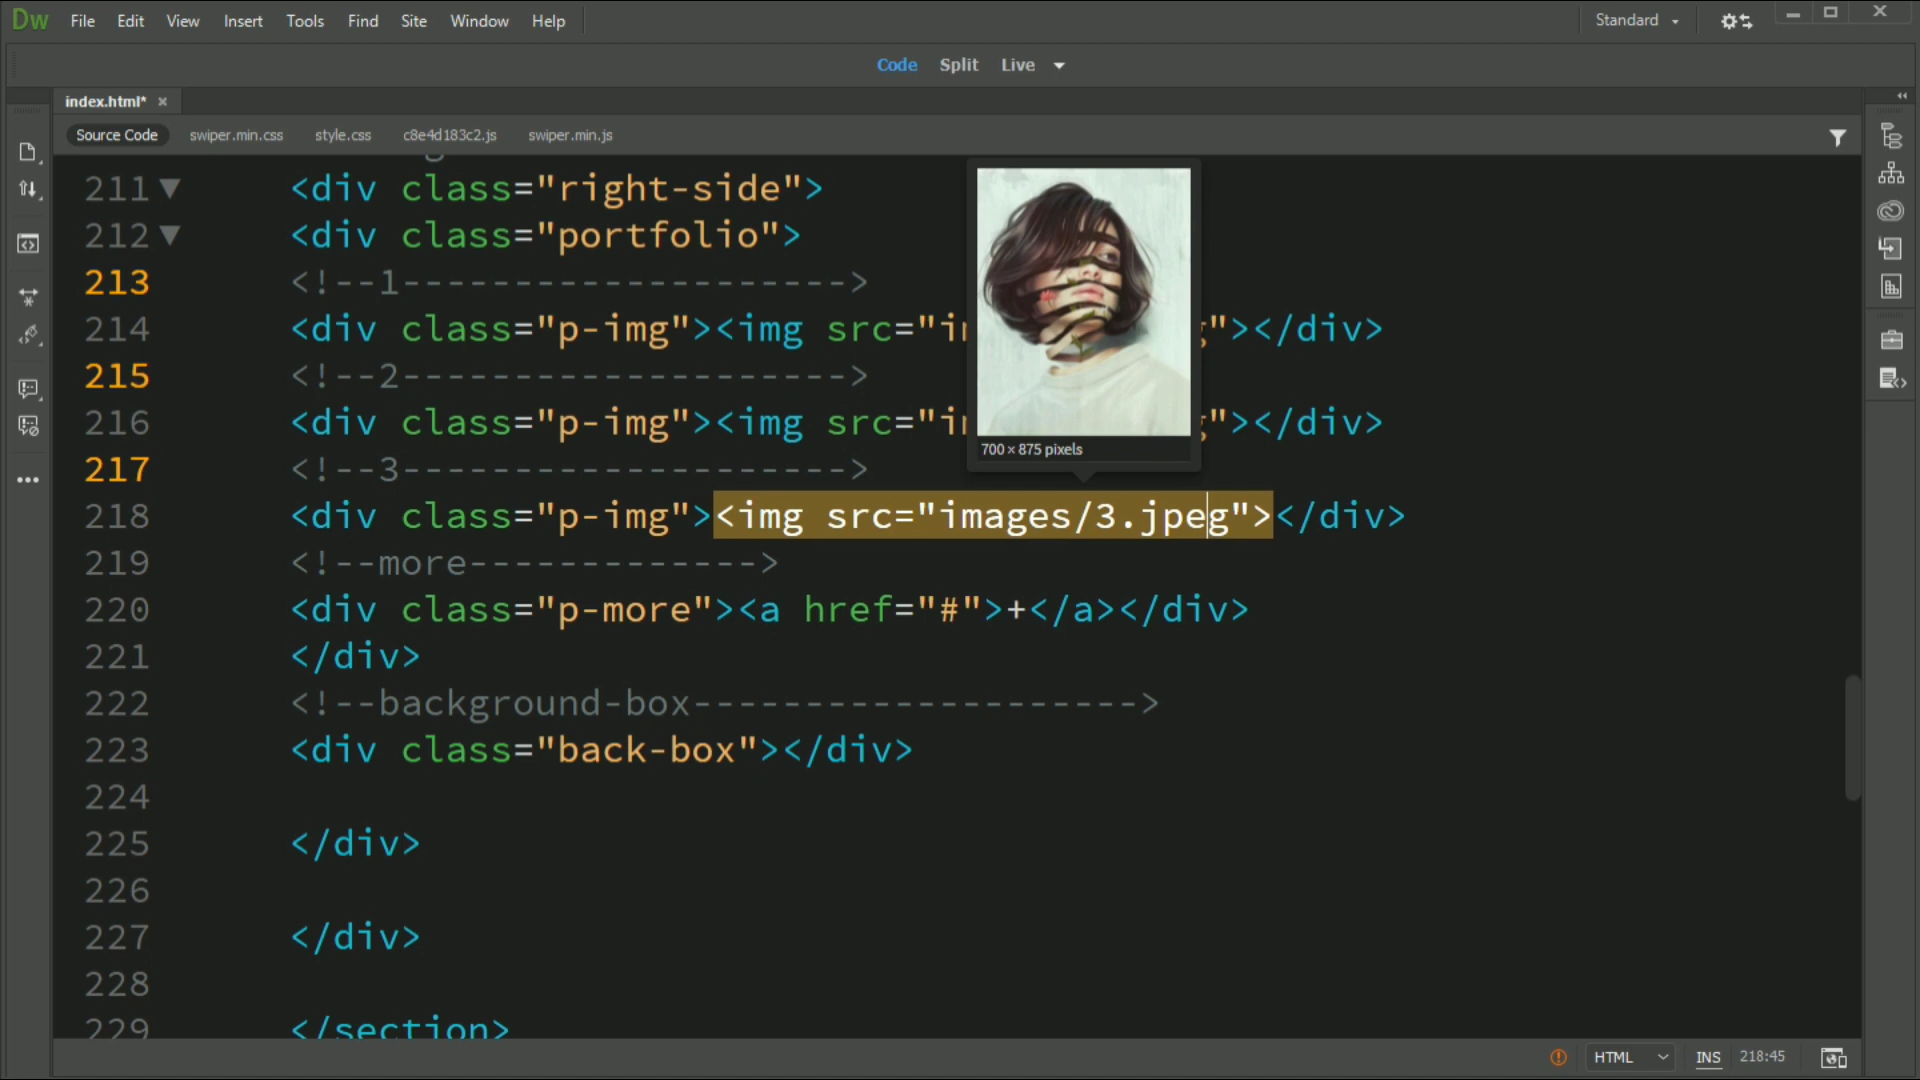 Dw File Edit View Insert Tools Find Site Window Help Standard
Code Split Live
index.html*
Source Code swiper.min.css style.css c8e4d183c2.js swiper.min.js
211 <div class="right-side">
212 <div class="portfolio">
213 <!--1-------------------->
214 <div class="p-img"><img src="im g"></div>
215 <!--2-------------------->
216 <div class="p-img"><img src="im g"></div>
700 × 875 pixels
217 <!--3-------------------->
218 <div class="p-img"><img src="images/3.jpeg"></div>
219 <!--more------------->
220 <div class="p-more"><a href="#">+</a></div>
221 </div>
222 <!--background-box-------------------->
223 <div class="back-box"></div>
224
225 </div>
226
227 </div>
228
229 </section>
HTML INS 218:45